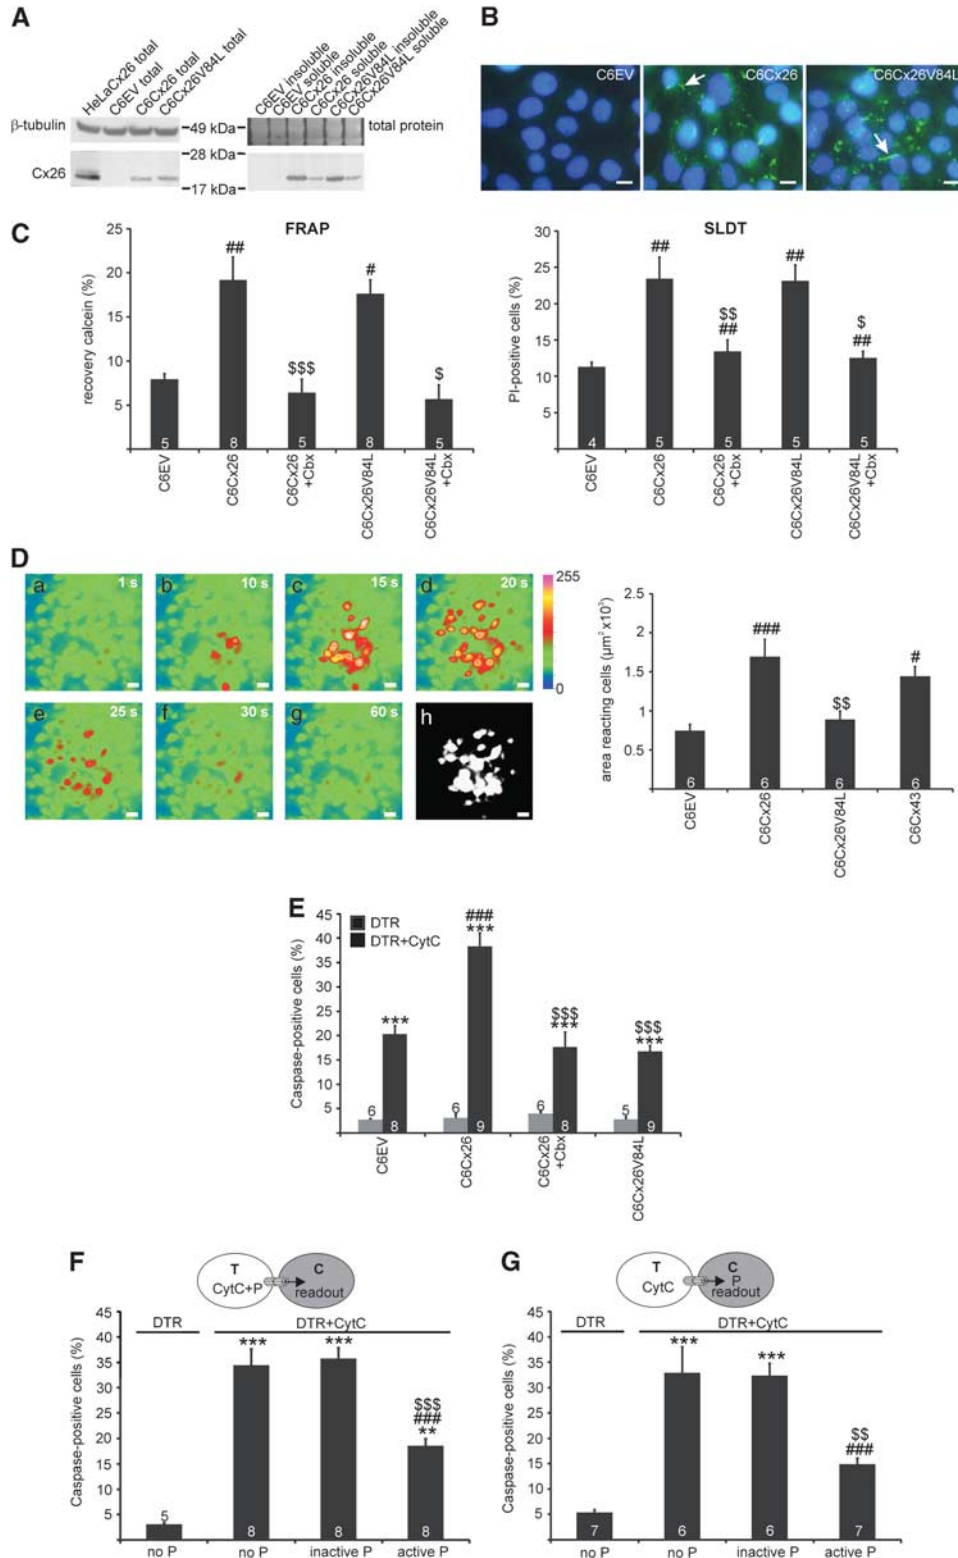 A
HeLaCx26 total
C6EV total
C6Cx26 total
C6Cx26V84L total
C6EV insoluble
C6EV soluble
C6Cx26 insoluble
C6Cx26 soluble
C6Cx26V84L insoluble
C6Cx26V84L soluble
β-tubulin
49 kDa
total protein
28 kDa
Cx26
17 kDa
B
C6EV
C6Cx26
C6Cx26V84L
C
FRAP
recovery calcein (%)
25
20
15
10
5
##
$$$
#
$
5
8
5
8
5
C6EV
C6Cx26
C6Cx26
+Cbx
C6Cx26V84L
C6Cx26V84L
+Cbx
SLDT
PI-positive cells (%)
30
25
20
15
10
5
##
$$
##
##
$
##
4
5
5
5
5
C6EV
C6Cx26
C6Cx26
+Cbx
C6Cx26V84L
C6Cx26V84L
+Cbx
D
a
1 s
b
10 s
c
15 s
d
20 s
255
0
e
25 s
f
30 s
g
60 s
h
area reacting cells (μm² x10³)
2.5
2
1.5
1
0.5
###
$$
#
6
6
6
6
C6EV
C6Cx26
C6Cx26V84L
C6Cx43
E
DTR
DTR+CytC
Caspase-positive cells (%)
45
40
35
30
25
20
15
10
5
***
###
***
$$$
***
$$$
***
6
8
6
9
6
8
5
9
C6EV
C6Cx26
C6Cx26
+Cbx
C6Cx26V84L
F
T
CytC+P
C
readout
Caspase-positive cells (%)
45
40
35
30
25
20
15
10
5
DTR
DTR+CytC
***
***
$$$
###
**
5
8
8
8
no P
no P
inactive P
active P
G
T
CytC
C
P
readout
Caspase-positive cells (%)
45
40
35
30
25
20
15
10
5
DTR
DTR+CytC
***
***
$$
###
7
6
6
7
no P
no P
inactive P
active P